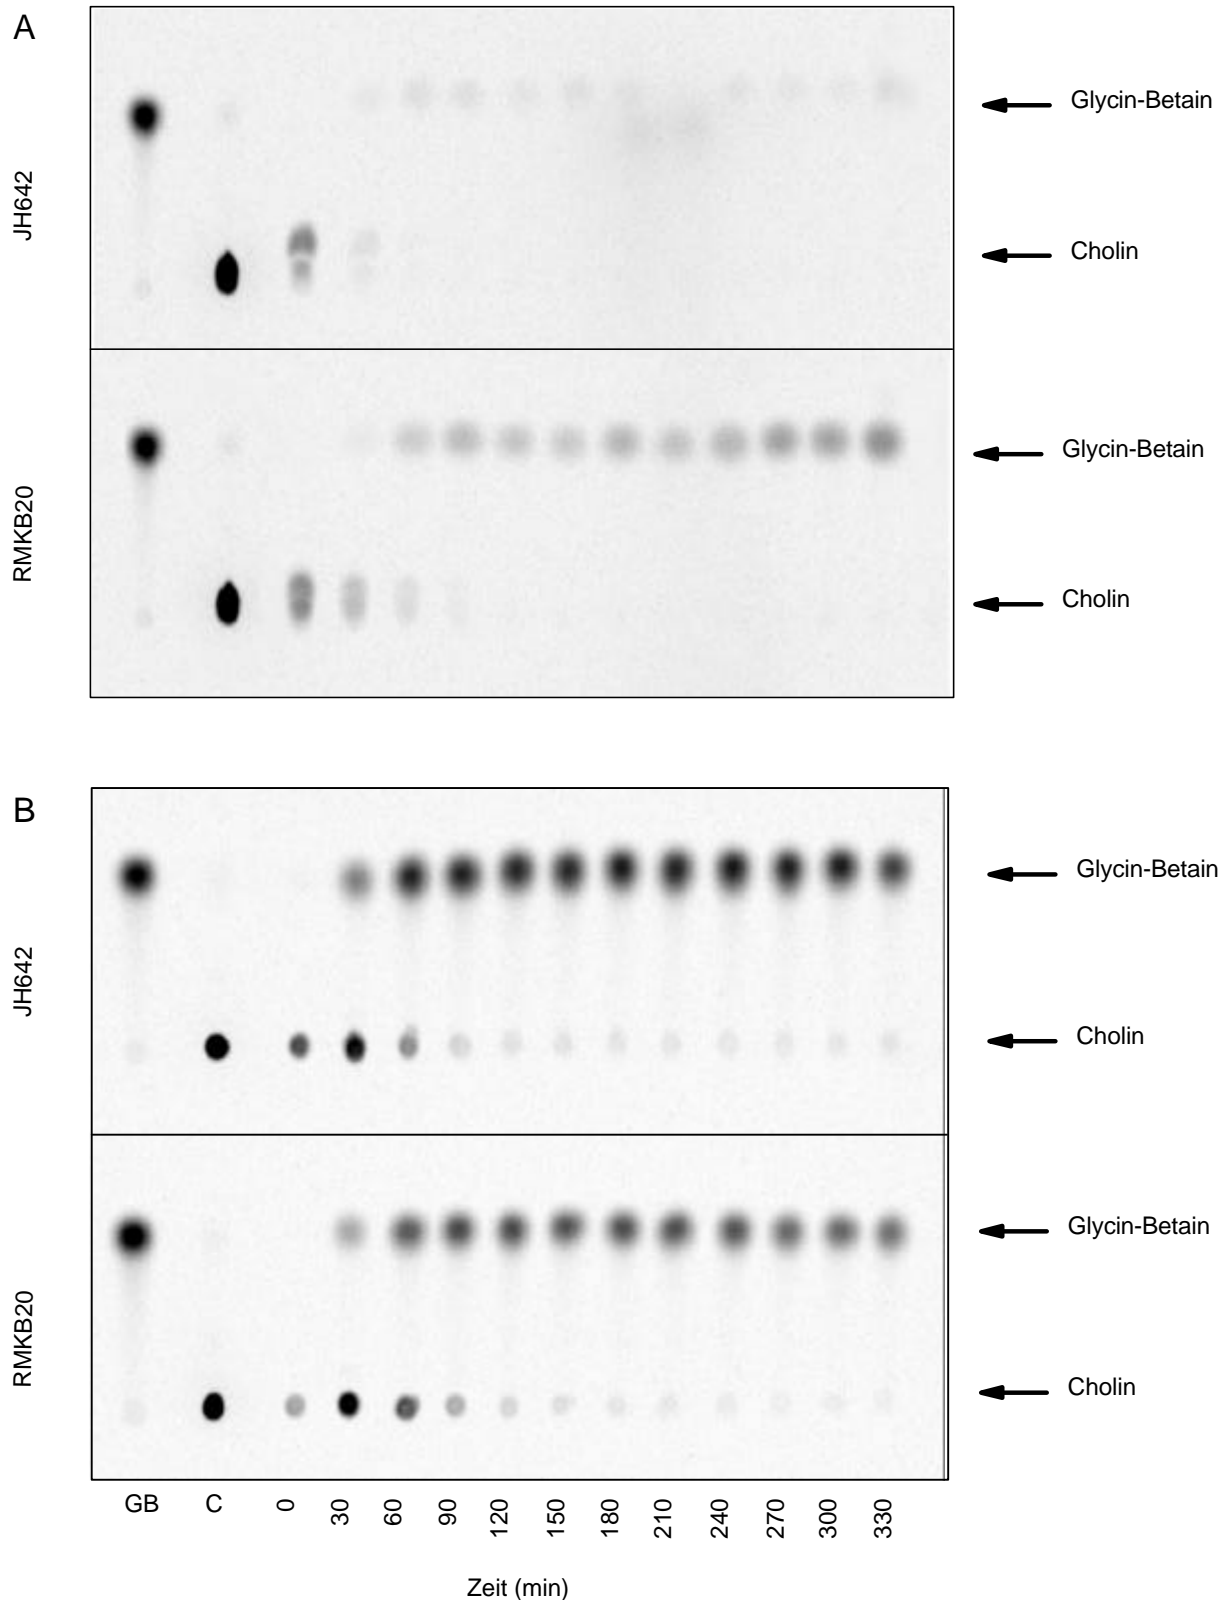 A
JH642
Glycin-Betain
Cholin
RMKB20
Glycin-Betain
Cholin
B
JH642
Glycin-Betain
Cholin
RMKB20
Glycin-Betain
Cholin
GB C 0 30 60 90 120 150 180 210 240 270 300 330
Zeit (min)